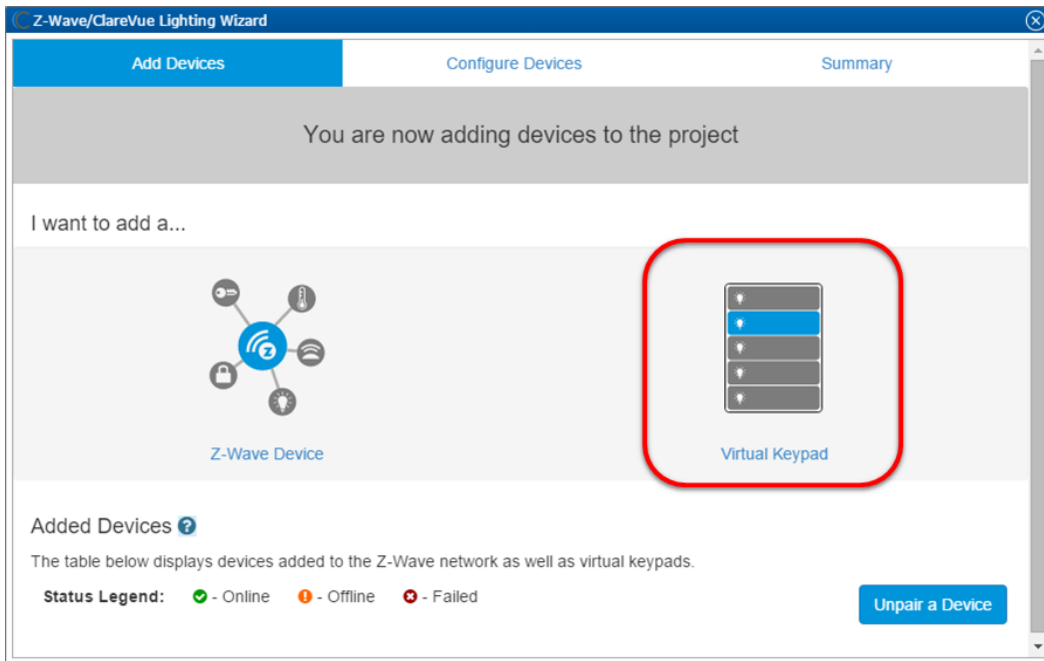 Z-Wave/ClareVue Lighting Wizard
Add Devices Configure Devices Summary
You are now adding devices to the project
I want to add a...
Z-Wave Device Virtual Keypad
Added Devices ?
The table below displays devices added to the Z-Wave network as well as virtual keypads.
Status Legend: - Online - Offline - Failed
Unpair a Device